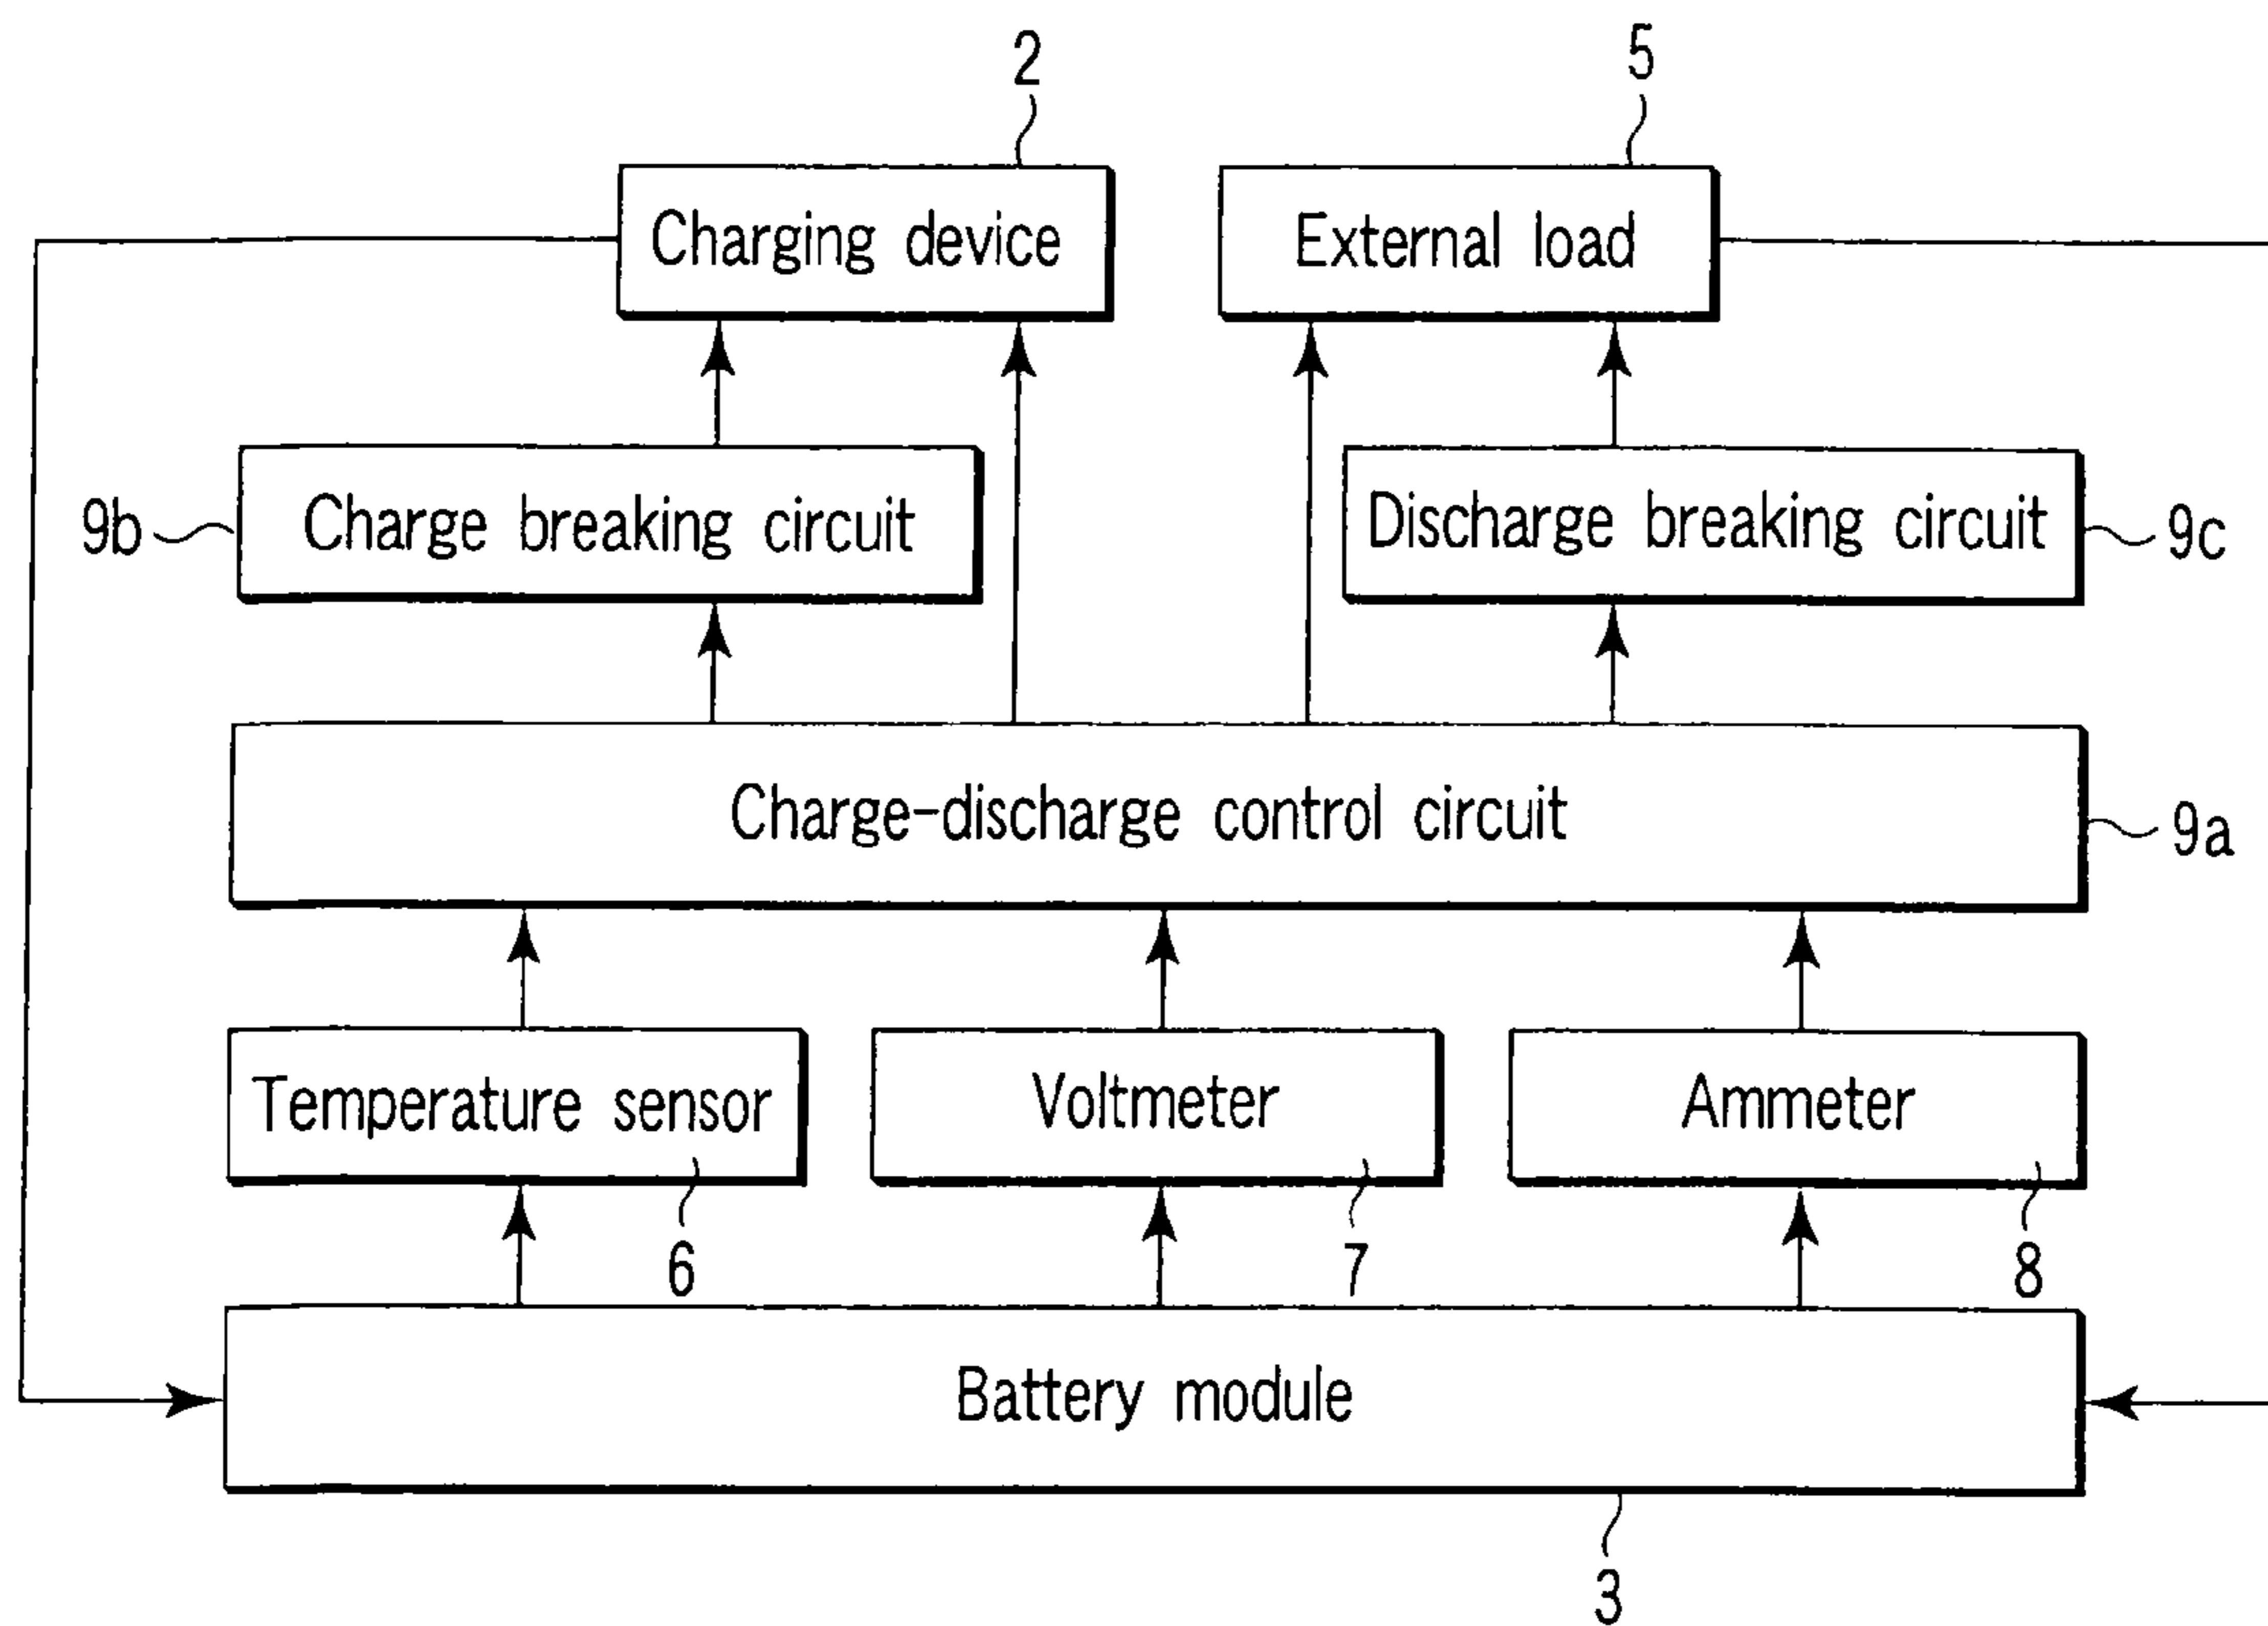 2
5
Charging device
External load
9b
Charge breaking circuit
Discharge breaking circuit
9c
Charge-discharge control circuit
9a
Temperature sensor
Voltmeter
Ammeter
6
7
8
Battery module
3